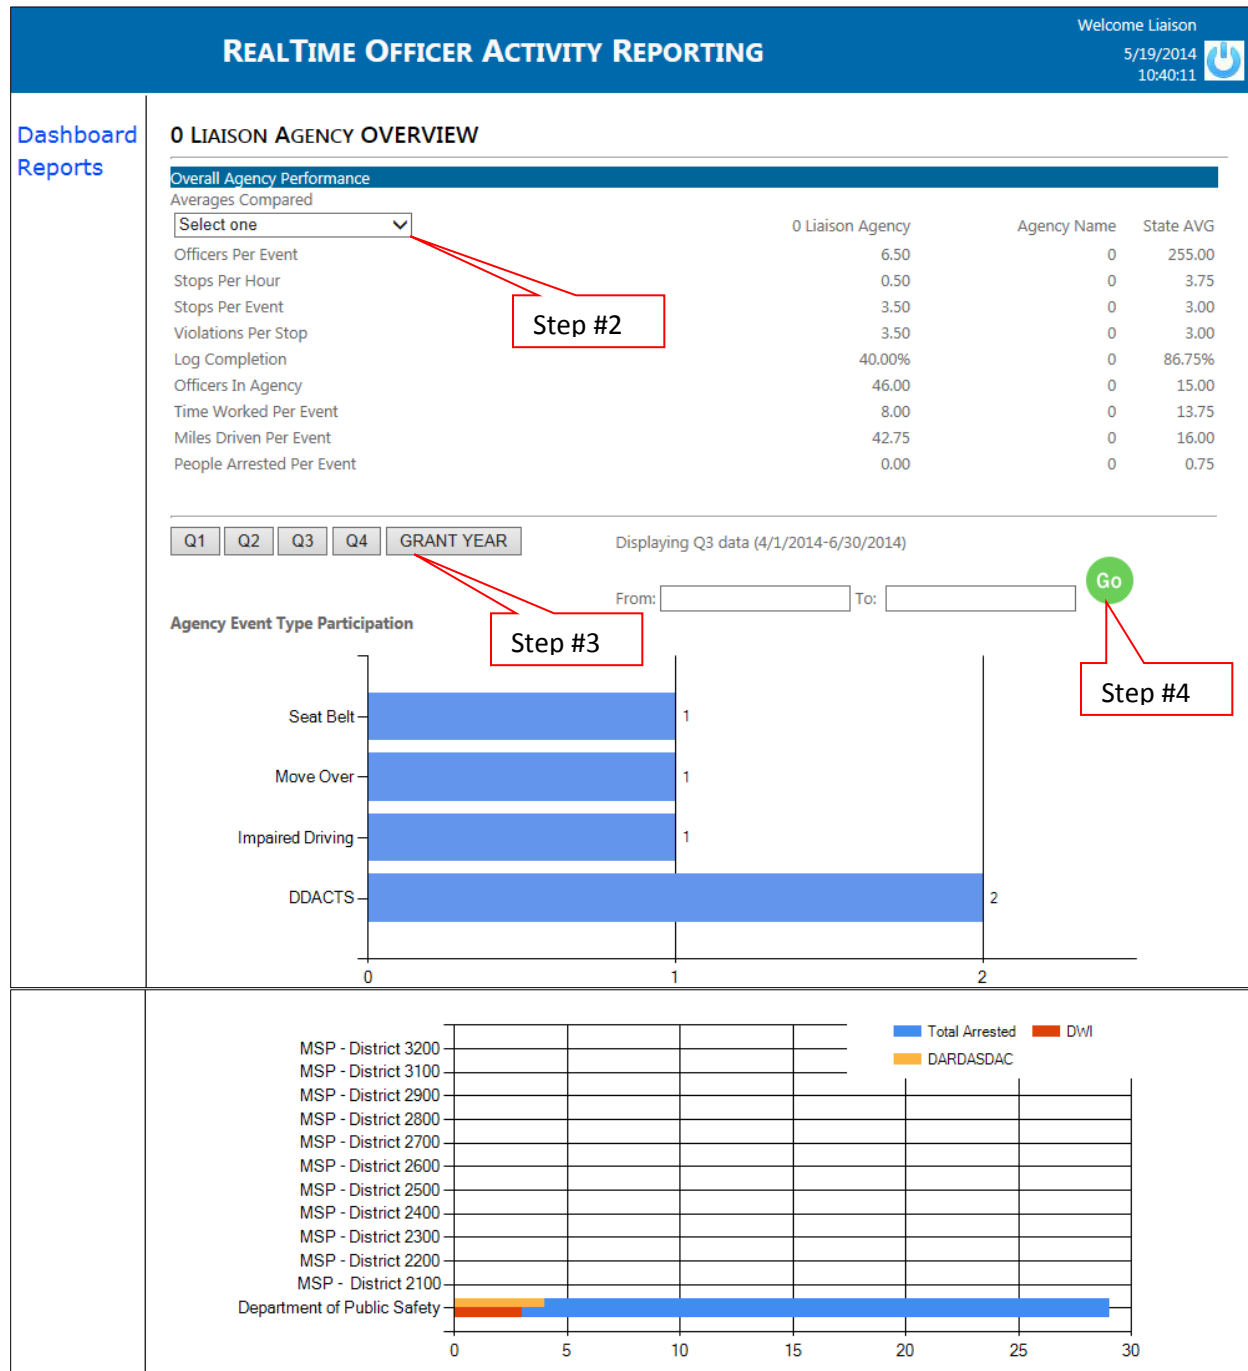 Welcome Liaison
REALTIME OFFICER ACTIVITY REPORTING
5/19/2014
10:40:11
Dashboard
Reports
0 LIAISON AGENCY OVERVIEW
Overall Agency Performance
Averages Compared
Select one 0 Liaison Agency Agency Name State AVG
Officers Per Event 6.50 0 255.00
Stops Per Hour 0.50 0 3.75
Stops Per Event 3.50 0 3.00
Violations Per Stop 3.50 0 3.00
Log Completion 40.00% 0 86.75%
Officers In Agency 46.00 0 15.00
Time Worked Per Event 8.00 0 13.75
Miles Driven Per Event 42.75 0 16.00
People Arrested Per Event 0.00 0 0.75
Step #2
Q1 Q2 Q3 Q4 GRANT YEAR Displaying Q3 data (4/1/2014-6/30/2014)
From: To: Go
Agency Event Type Participation
Step #3
Step #4
Seat Belt 1
Move Over 1
Impaired Driving 1
DDACTS 2
0 1 2
Total Arrested DWI
DARDASDAC
MSP - District 3200
MSP - District 3100
MSP - District 2900
MSP - District 2800
MSP - District 2700
MSP - District 2600
MSP - District 2500
MSP - District 2400
MSP - District 2300
MSP - District 2200
MSP - District 2100
Department of Public Safety
0 5 10 15 20 25 30